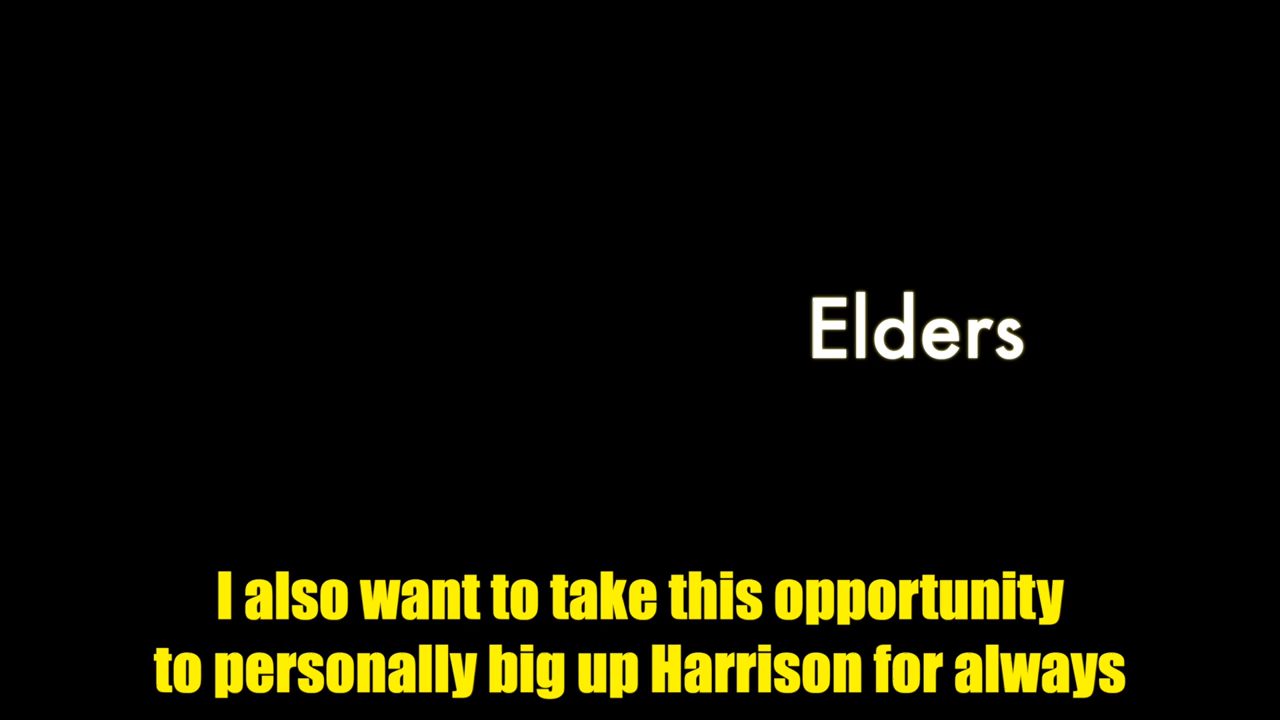 Elders
I also want to take this opportunity
to personally big up Harrison for always